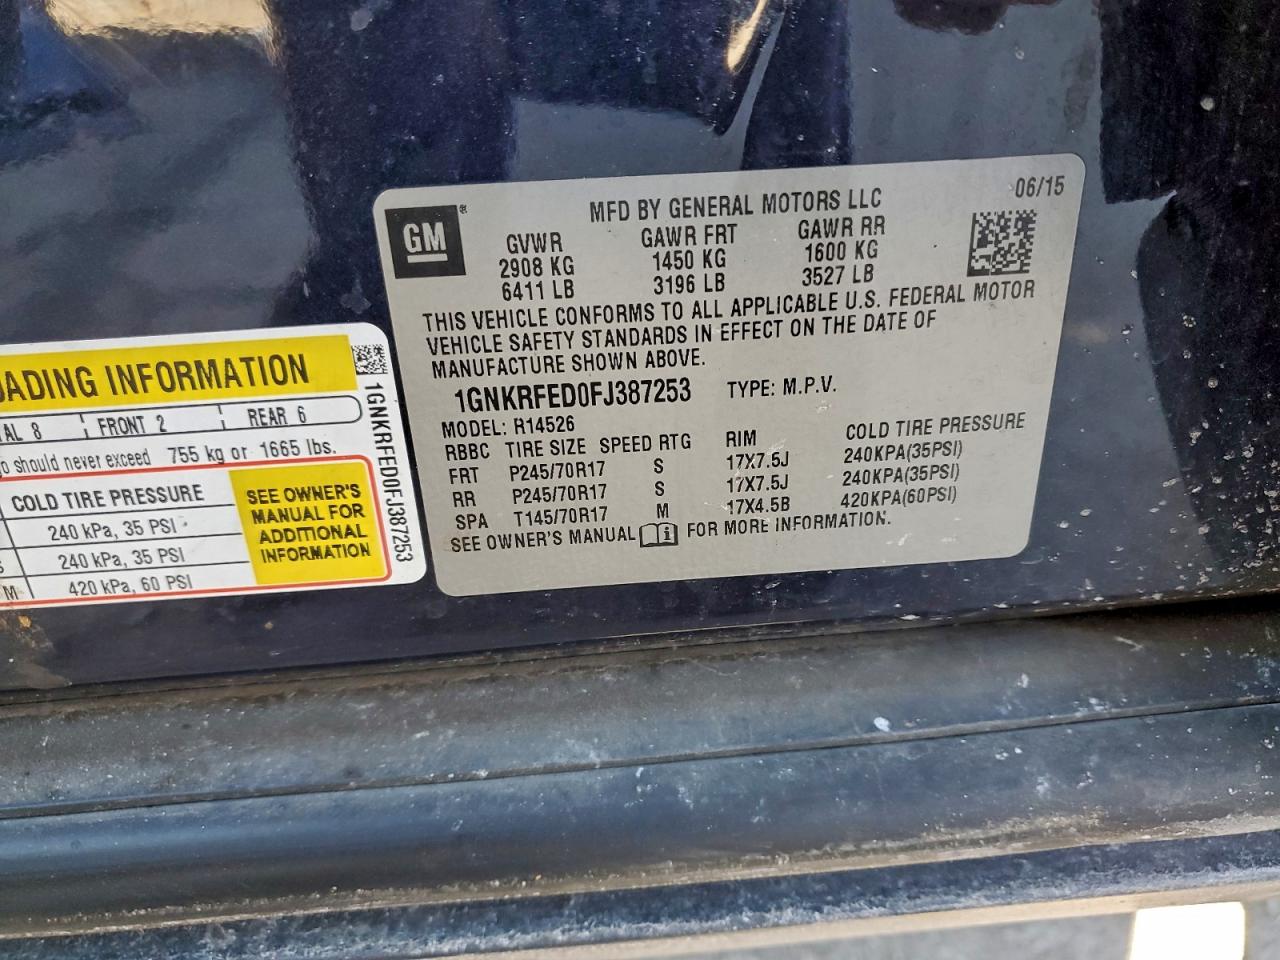 06/15
GM®
MFD BY GENERAL MOTORS LLC
GVWR GAWR FRT GAWR RR
2908 KG 1450 KG 1600 KG
6411 LB 3196 LB 3527 LB
THIS VEHICLE CONFORMS TO ALL APPLICABLE U.S. FEDERAL MOTOR
VEHICLE SAFETY STANDARDS IN EFFECT ON THE DATE OF
MANUFACTURE SHOWN ABOVE.
1GNKRFED0FJ387253 TYPE: M.P.V.
MODEL: R14526
RBBC TIRE SIZE SPEED RTG RIM COLD TIRE PRESSURE
FRT P245/70R17 S 17X7.5J 240KPA(35PSI)
RR P245/70R17 S 17X7.5J 240KPA(35PSI)
SPA T145/70R17 M 17X4.5B 420KPA(60PSI)
SEE OWNER'S MANUAL i FOR MORE INFORMATION.
OADING INFORMATION
AL 8 FRONT 2 REAR 6
go should never exceed 755 kg or 1665 lbs.
COLD TIRE PRESSURE
240 kPa, 35 PSI
S 240 kPa, 35 PSI
M 420 kPa, 60 PSI
SEE OWNER'S
MANUAL FOR
ADDITIONAL
INFORMATION
1GNKRFED0FJ387253